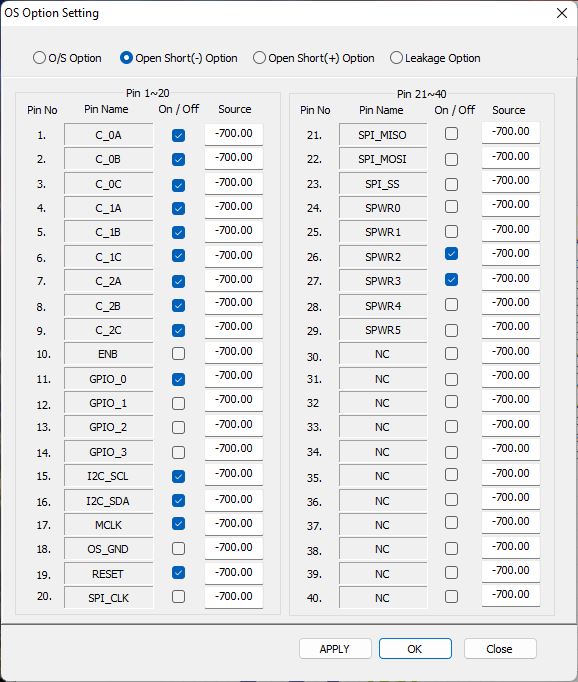 OS Option Setting
O/S Option Open Short(-) Option Open Short(+) Option Leakage Option
Pin 1~20
Pin No Pin Name On / Off Source
1. C_0A -700.00
2. C_0B -700.00
3. C_0C -700.00
4. C_1A -700.00
5. C_1B -700.00
6. C_1C -700.00
7. C_2A -700.00
8. C_2B -700.00
9. C_2C -700.00
10. ENB -700.00
11. GPIO_0 -700.00
12. GPIO_1 -700.00
13. GPIO_2 -700.00
14. GPIO_3 -700.00
15. I2C_SCL -700.00
16. I2C_SDA -700.00
17. MCLK -700.00
18. OS_GND -700.00
19. RESET -700.00
20. SPI_CLK -700.00
Pin 21~40
Pin No Pin Name On / Off Source
21. SPI_MISO -700.00
22. SPI_MOSI -700.00
23. SPI_SS -700.00
24. SPWR0 -700.00
25. SPWR1 -700.00
26. SPWR2 -700.00
27. SPWR3 -700.00
28. SPWR4 -700.00
29. SPWR5 -700.00
30. NC -700.00
31. NC -700.00
32 NC -700.00
33. NC -700.00
34. NC -700.00
35. NC -700.00
36. NC -700.00
37. NC -700.00
38. NC -700.00
39. NC -700.00
40. NC -700.00
APPLY OK Close